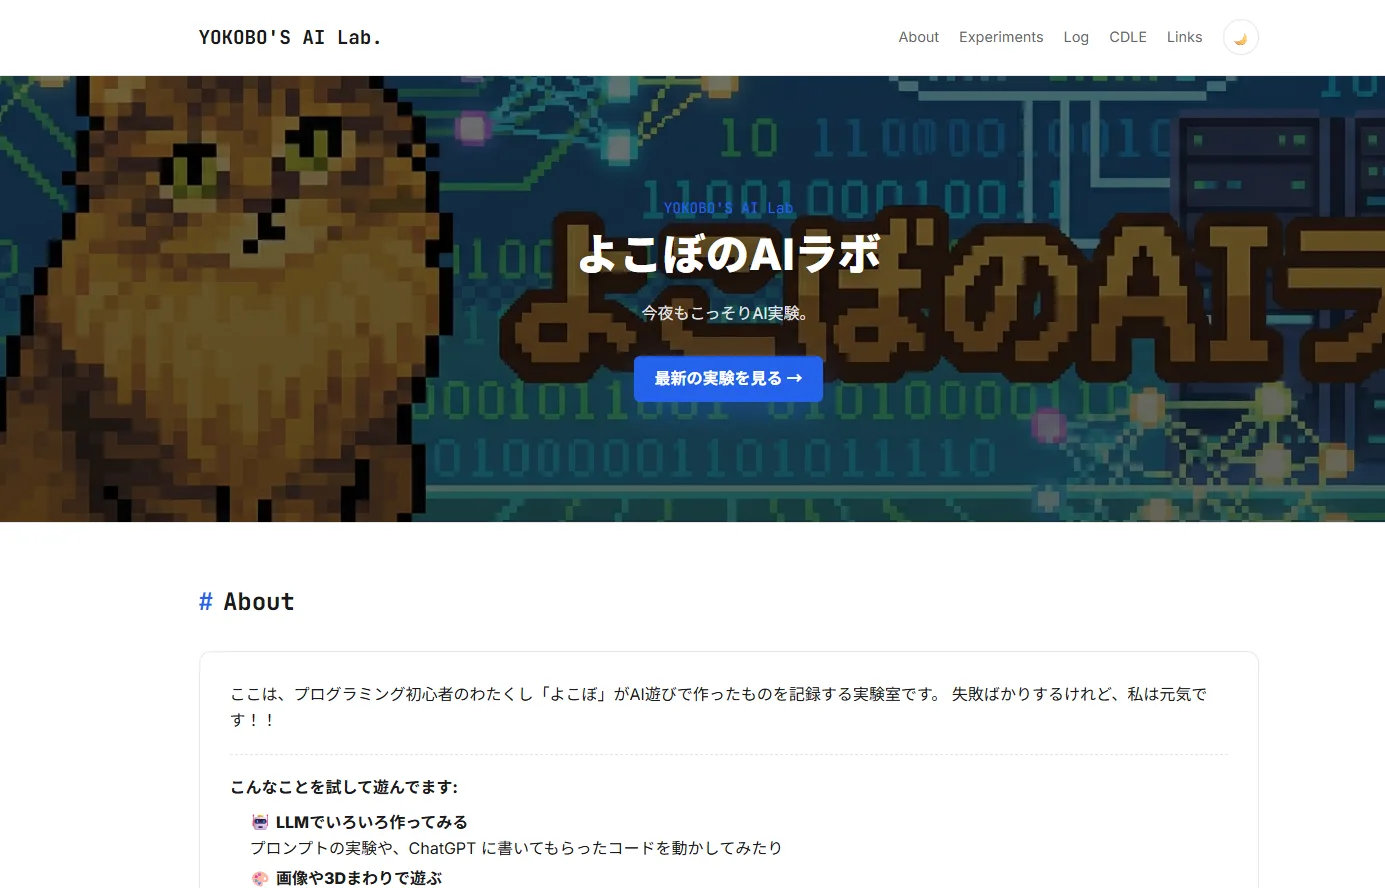 YOKOBO'S AI Lab.
About
Experiments
Log
CDLE
Links
YOKOBO'S AI Lab
よこぼのAIラボ
今夜もこっそりAI実験。
最新の実験を見る →
よこぼのAIラ
# About
ここは、プログラミング初心者のわたくし「よこぼ」がAI遊びで作ったものを記録する実験室です。 失敗ばかりするけれど、私は元気で
す！！
こんなことを試して遊んでます:
LLMでいろいろ作ってみる
プロンプトの実験や、ChatGPT に書いてもらったコードを動かしてみたり
画像や3Dまわりで遊ぶ